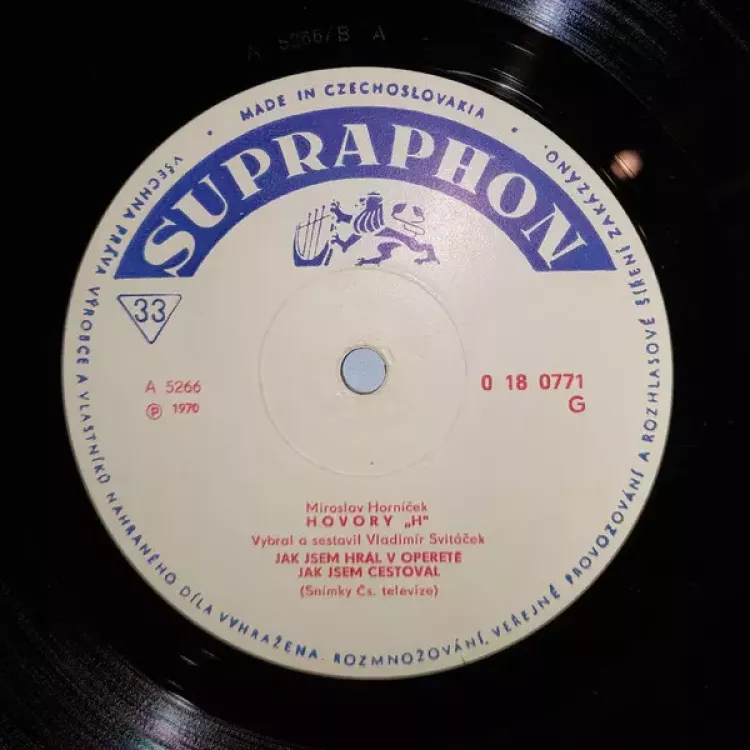 A 5266/B A
MADE IN CZECHOSLOVAKIA
SUPRAPHON
33
A 5266
Ⓟ 1970
0 18 0771
G
Miroslav Horníček
HOVORY „H"
Vybral a sestavil Vladimír Svitáček
JAK JSEM HRÁL V OPERETĚ
JAK JSEM CESTOVAL
(Snímky Čs. televize)
VŠECHNA PRÁVA VÝROBCE A VLASTNÍKŮ NAHRANÉHO DÍLA VYHRAŽENA. ROZMNOŽOVÁNÍ, VEŘEJNÉ PROVOZOVÁNÍ A ROZHLASOVÉ ŠÍŘENÍ ZAKÁZÁNO.